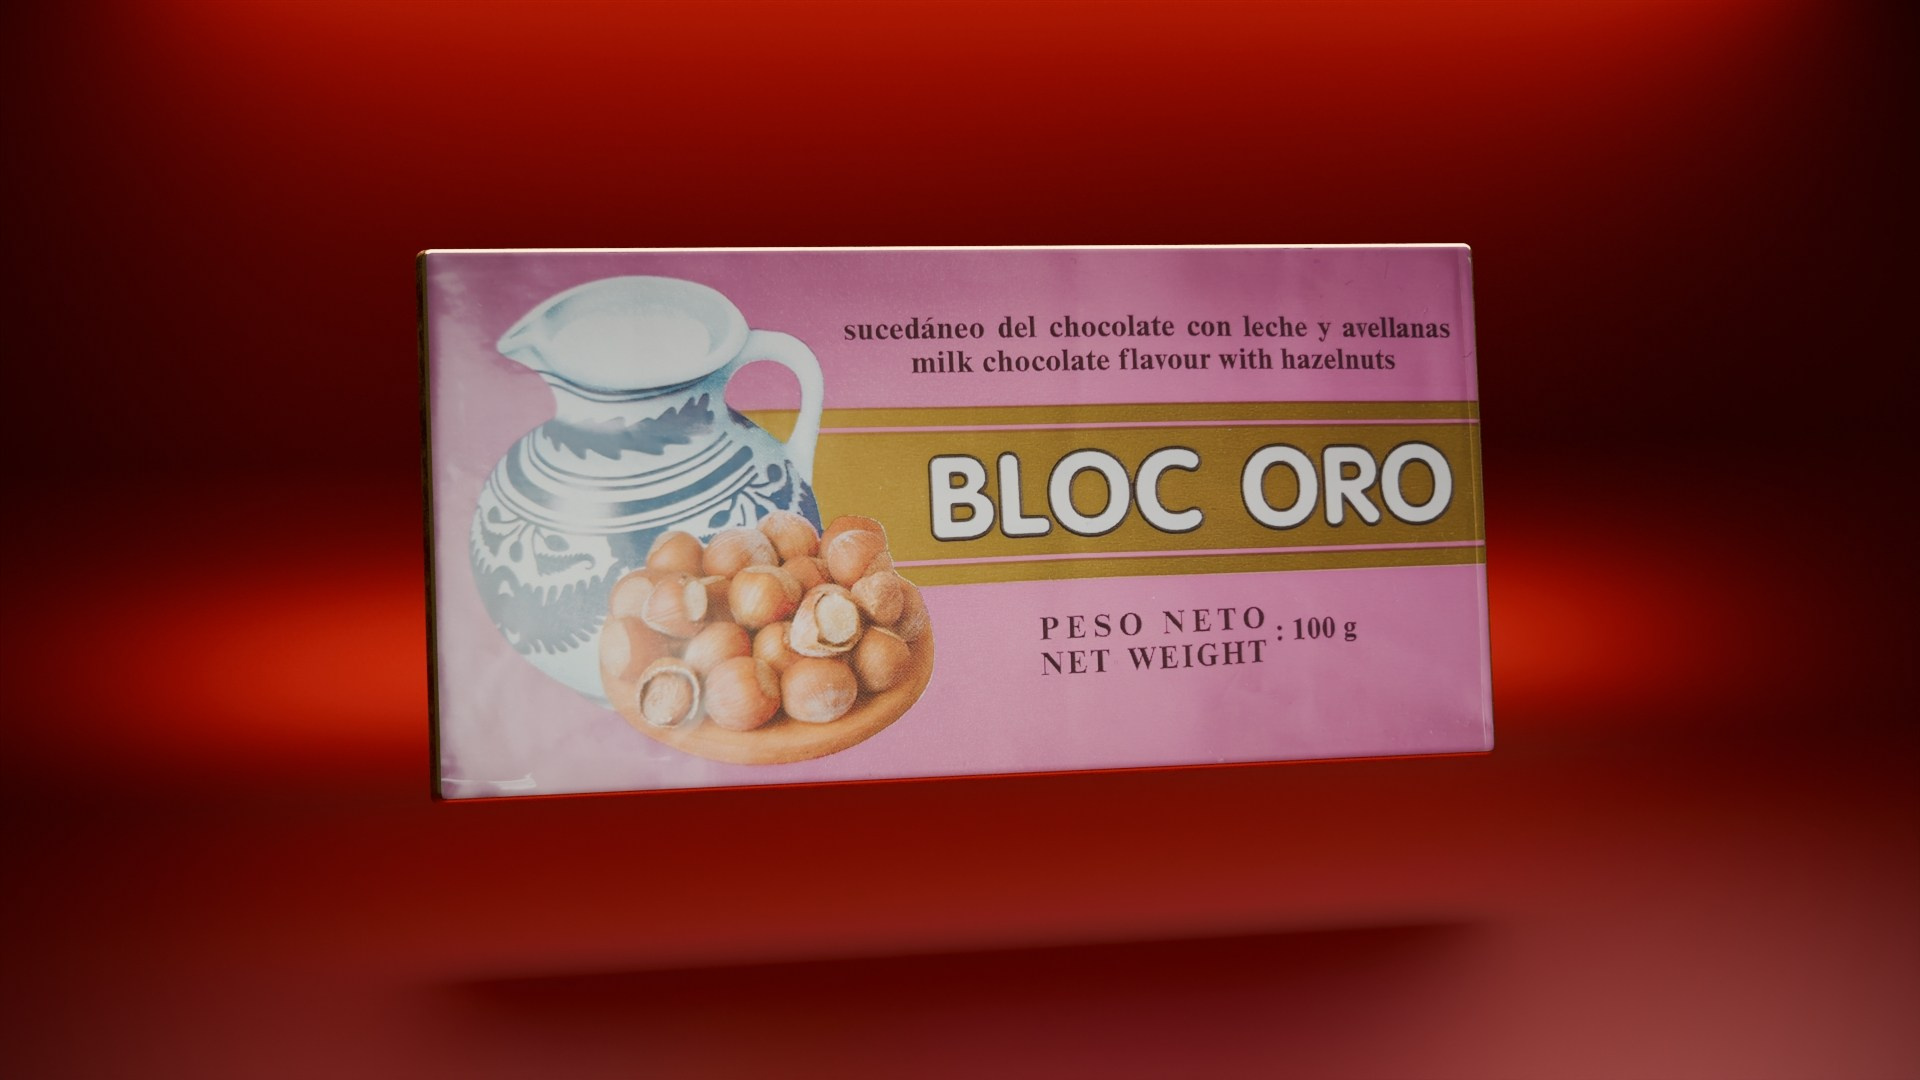 sucedáneo del chocolate con leche y avellanas
milk chocolate flavour with hazelnuts
BLOC ORO
PESO NETO
NET WEIGHT : 100 g